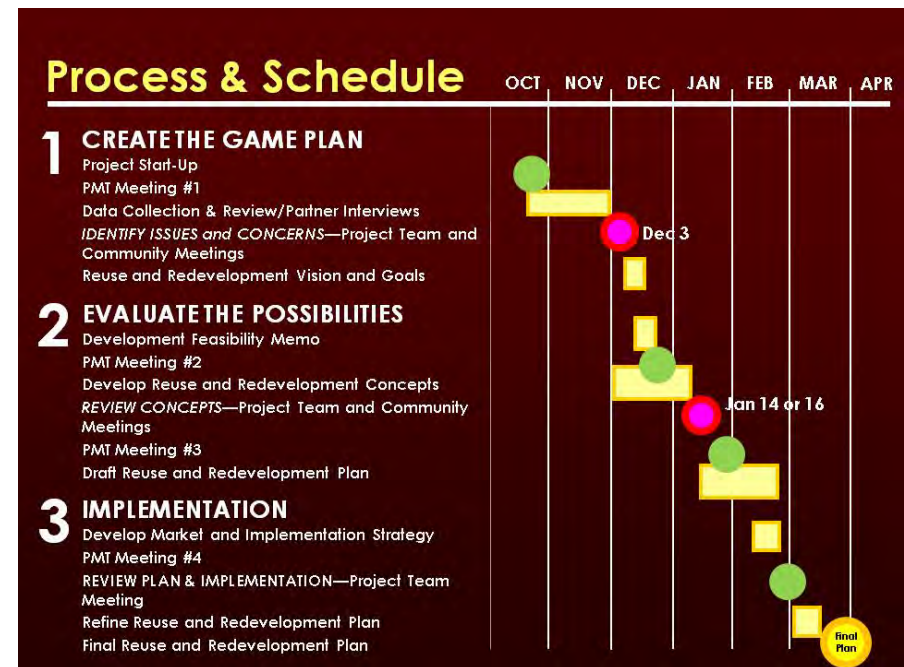 Process & Schedule
OCT NOV DEC JAN FEB MAR APR
1 CREATE THE GAME PLAN
Project Start-Up
PMT Meeting #1
Data Collection & Review/Partner Interviews
IDENTIFY ISSUES and CONCERNS—Project Team and
Community Meetings
Dec 3
Reuse and Redevelopment Vision and Goals
2 EVALUATE THE POSSIBILITIES
Development Feasibility Memo
PMT Meeting #2
Develop Reuse and Redevelopment Concepts
REVIEW CONCEPTS—Project Team and Community
Meetings
Jan 14 or 16
PMT Meeting #3
Draft Reuse and Redevelopment Plan
3 IMPLEMENTATION
Develop Market and Implementation Strategy
PMT Meeting #4
REVIEW PLAN & IMPLEMENTATION—Project Team
Meeting
Refine Reuse and Redevelopment Plan
Final Reuse and Redevelopment Plan
Final
Plan